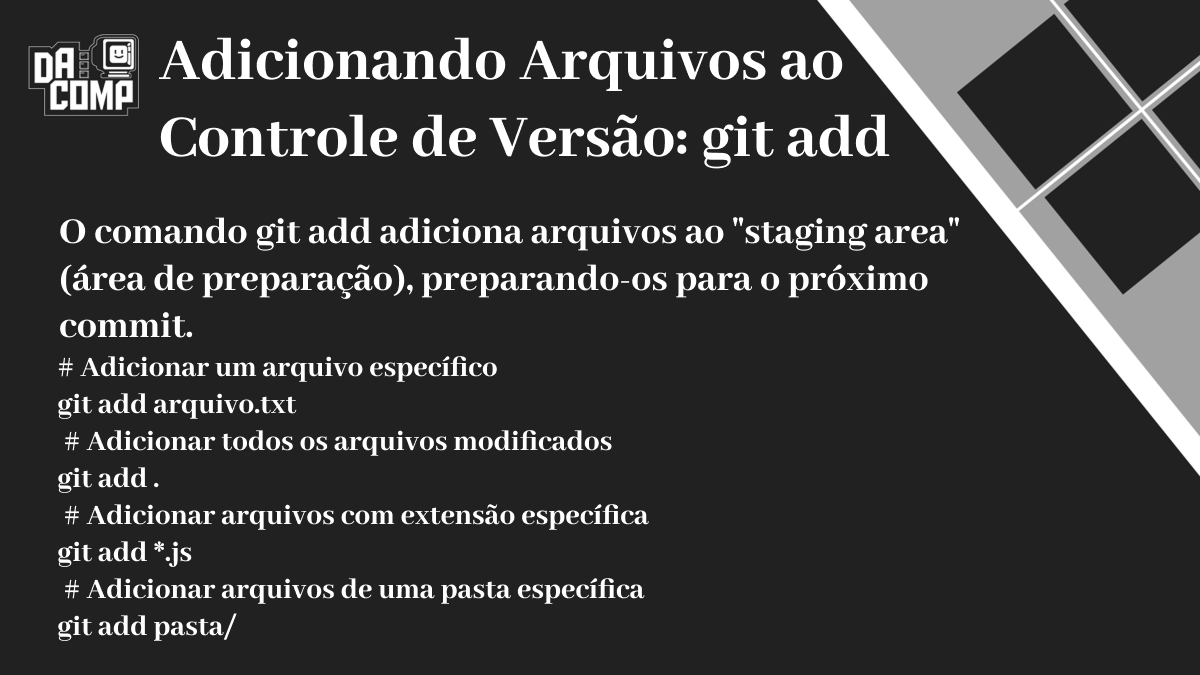 DA
COMP
Adicionando Arquivos ao
Controle de Versão: git add
O comando git add adiciona arquivos ao "staging area"
(área de preparação), preparando-os para o próximo
commit.
# Adicionar um arquivo específico
git add arquivo.txt
# Adicionar todos os arquivos modificados
git add .
# Adicionar arquivos com extensão específica
git add *.js
# Adicionar arquivos de uma pasta específica
git add pasta/